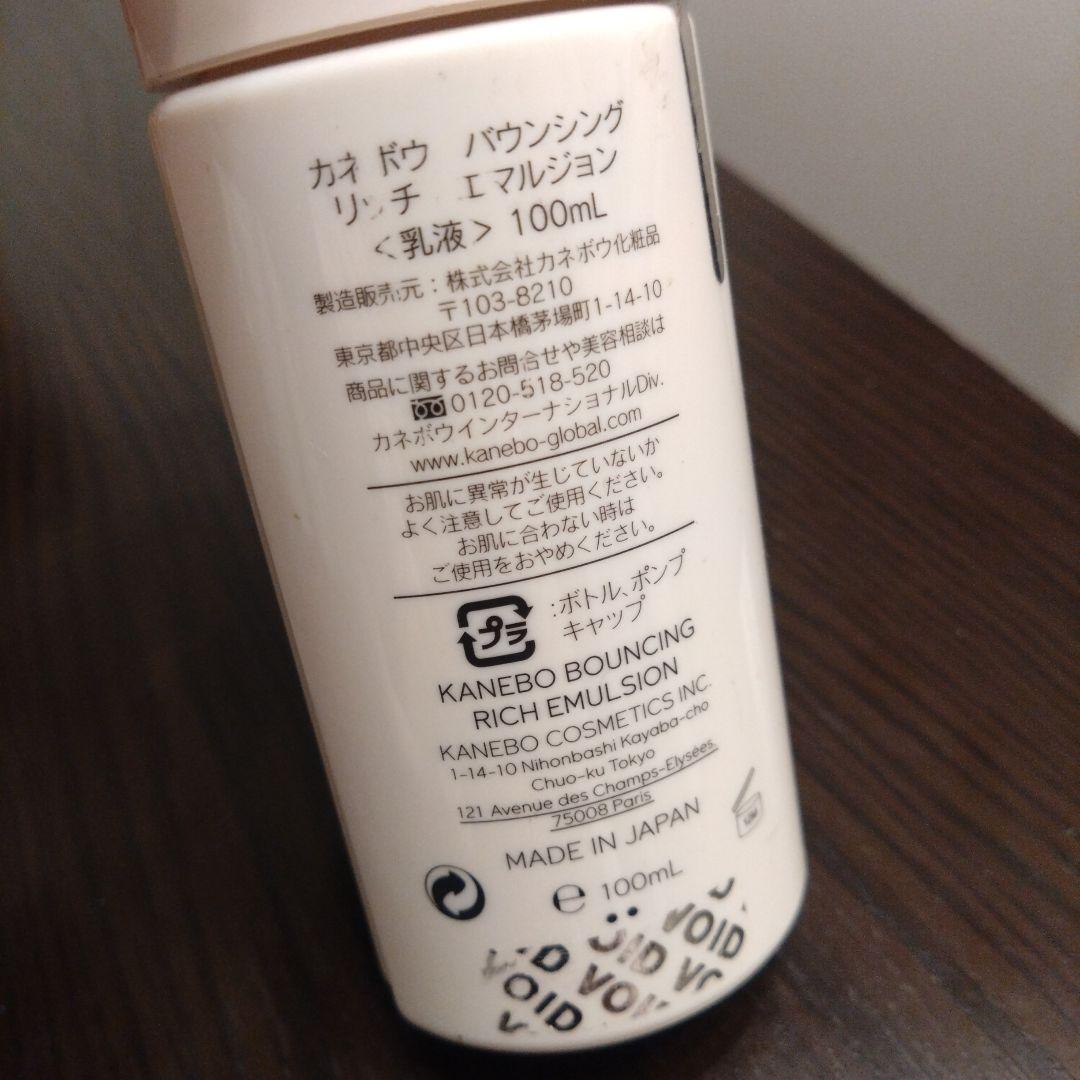 カネボウ バウンシング
リッチ エマルジョン
<乳液> 100mL
製造販売元：株式会社カネボウ化粧品
〒103-8210
東京都中央区日本橋茅場町1-14-10
商品に関するお問合せや美容相談は
0120-518-520
カネボウインターナショナルDiv.
www.kanebo-global.com
お肌に異常が生じていないか
よく注意してご使用ください。
お肌に合わない時は
ご使用をおやめください。
プラ
:ボトル、ポンプ
キャップ
KANEBO BOUNCING
RICH EMULSION
KANEBO COSMETICS INC.
1-14-10 Nihonbashi Kayaba-cho
Chuo-ku Tokyo
121 Avenue des Champs-Elysées
75008 Paris
MADE IN JAPAN
℮ 100mL
VOID
VOID